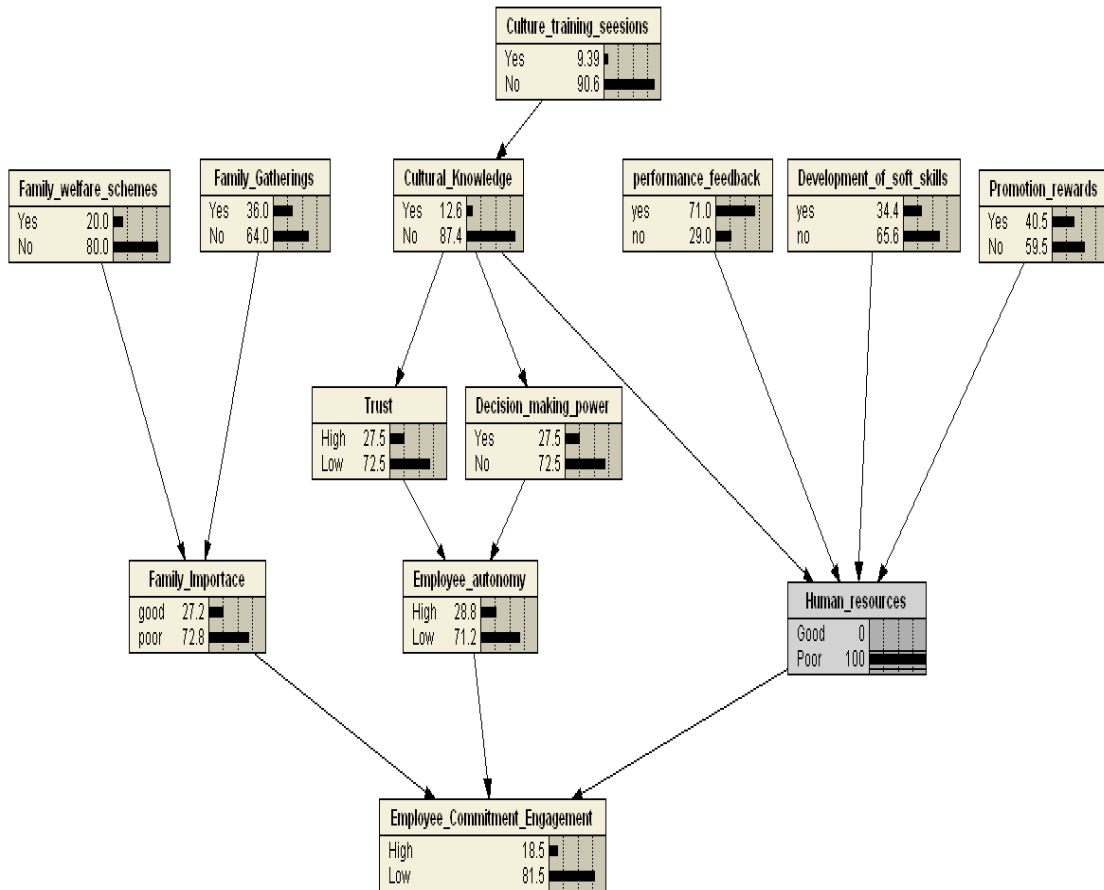 Culture_training_seesions
Yes 9.39
No 90.6
Family_welfare_schemes
Yes 20.0
No 80.0
Family_Gatherings
Yes 36.0
No 64.0
Cultural_Knowledge
Yes 12.6
No 87.4
performance_feedback
yes 71.0
no 29.0
Development_of_soft_skills
yes 34.4
no 65.6
Promotion_rewards
Yes 40.5
No 59.5
Trust
High 27.5
Low 72.5
Decision_making_power
Yes 27.5
No 72.5
Family_Importace
good 27.2
poor 72.8
Employee_autonomy
High 28.8
Low 71.2
Human_resources
Good 0
Poor 100
Employee_Commitment_Engagement
High 18.5
Low 81.5